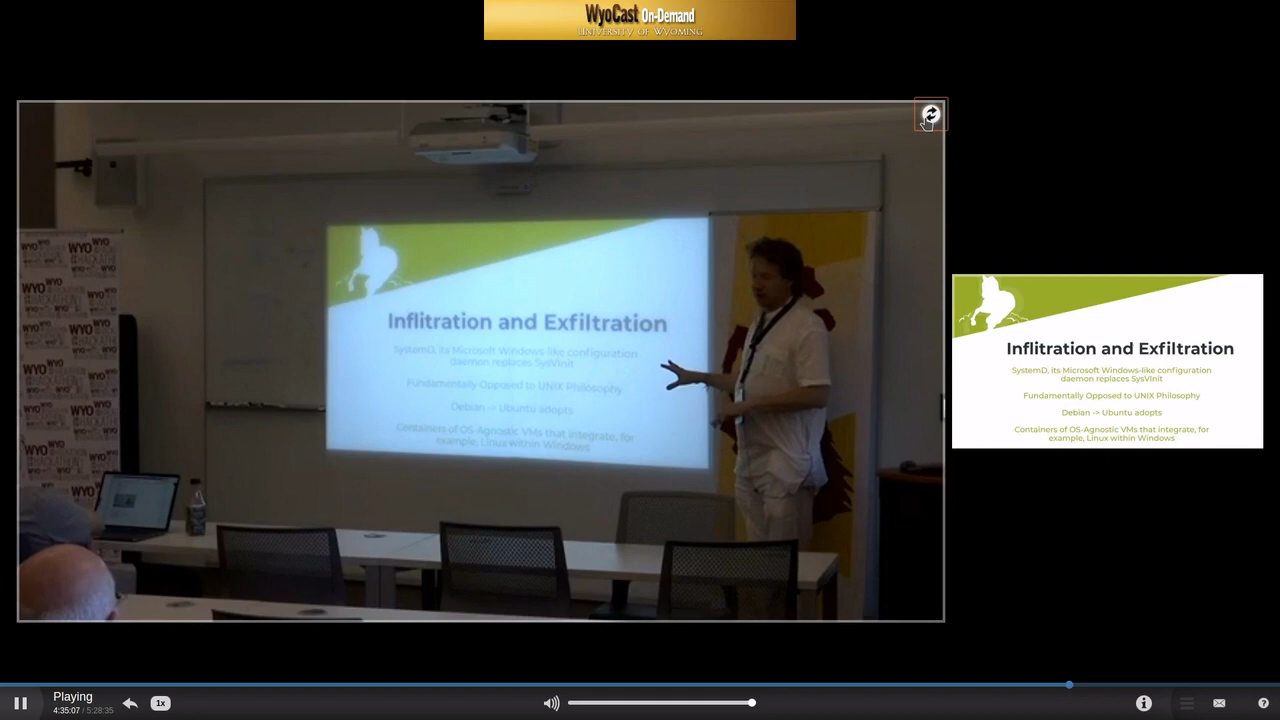 WyoCast On-Demand
UNIVERSITY OF WYOMING
WYO
HACKATHON
Inflitration and Exfiltration
SystemD, its Microsoft Windows-like configuration
daemon replaces SysVinit
Fundamentally Opposed to UNIX Philosophy
Debian -> Ubuntu adopts
Containers of OS-Agnostic VMs that integrate, for
example, Linux within Windows
Inflitration and Exfiltration
SystemD, its Microsoft Windows-like configuration
daemon replaces SysVinit
Fundamentally Opposed to UNIX Philosophy
Debian -> Ubuntu adopts
Containers of OS-Agnostic VMs that integrate, for
example, Linux within Windows
Playing
4:35:07 / 5:28:35
1x